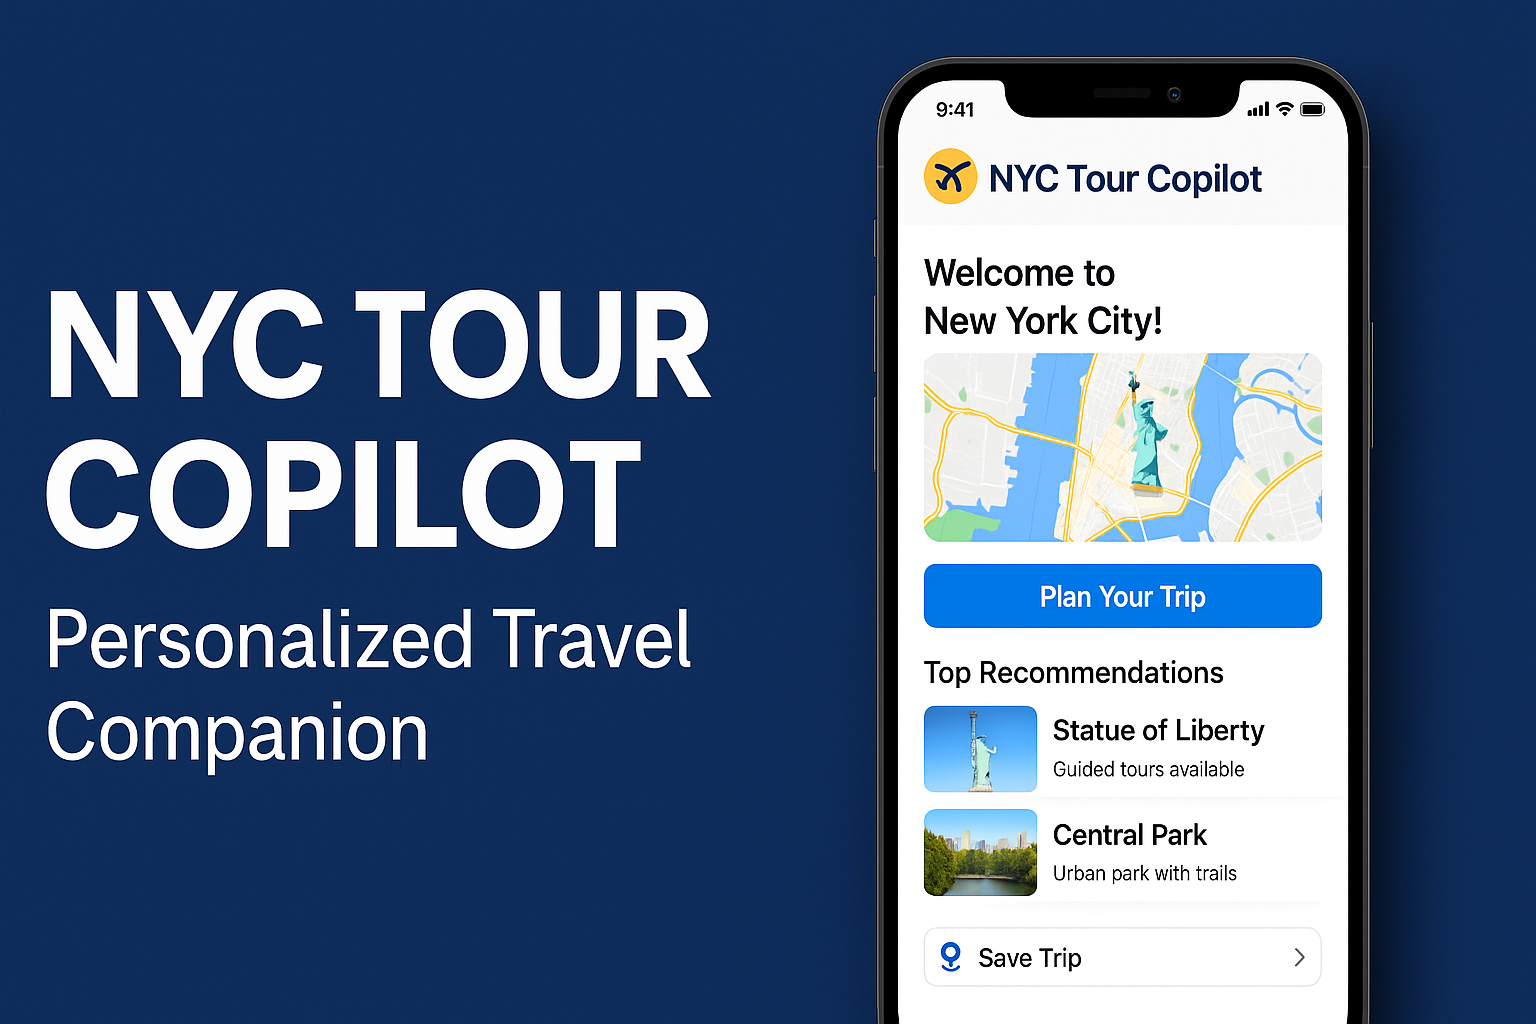 NYC TOUR
COPILOT
Personalized Travel
Companion
9:41
NYC Tour Copilot
Welcome to
New York City!
Plan Your Trip
Top Recommendations
Statue of Liberty
Guided tours available
Central Park
Urban park with trails
Save Trip